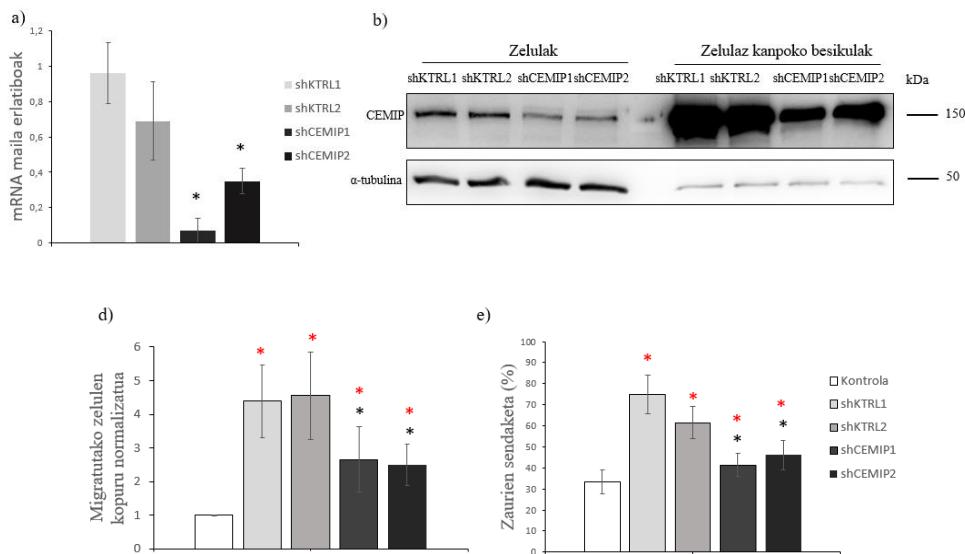 a)
1,2
1
0,8
0,6
0,4
0,2
0
mRNA maila erlatiboak
*
*
shKTRL1
shKTRL2
shCEMIP1
shCEMIP2
b)
Zelulak
Zelulaz kanpoko besikulak
shKTRL1 shKTRL2 shCEMIP1 shCEMIP2
shKTRL1 shKTRL2 shCEMIP1 shCEMIP2
kDa
CEMIP
150
α-tubulina
50
d)
6
5
4
3
2
1
0
Migratutako zelulen
kopuru normalizatua
* * * *
* *
e)
100
90
80
70
60
50
40
30
20
10
0
Zaurien sendaketa (%)
* * * *
* *
Kontrola
shKTRL1
shKTRL2
shCEMIP1
shCEMIP2